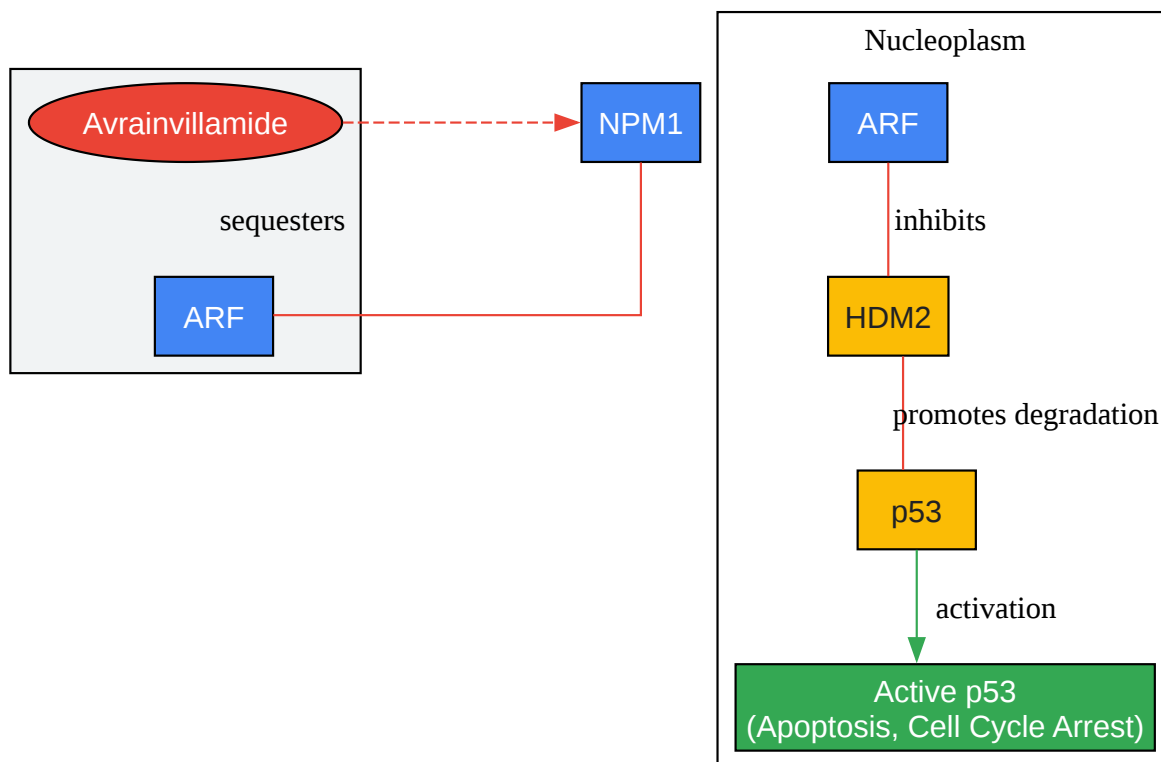 Avrainvillamide
sequesters
ARF
NPM1
Nucleoplasm
ARF
inhibits
HDM2
promotes degradation
p53
activation
Active p53
(Apoptosis, Cell Cycle Arrest)